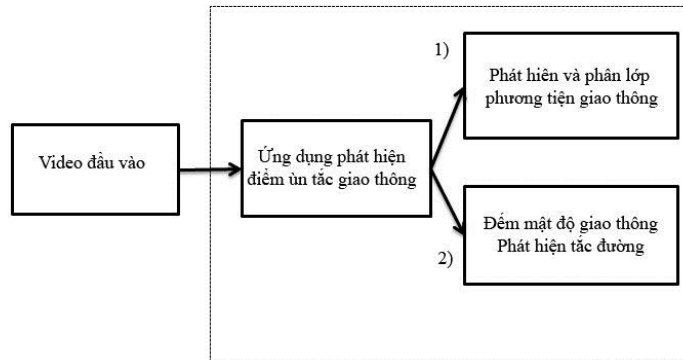 Video đầu vào
Ứng dụng phát hiện
điểm ùn tắc giao thông
1)
Phát hiên và phân lớp
phương tiện giao thông
2)
Đếm mật độ giao thông
Phát hiện tắc đường